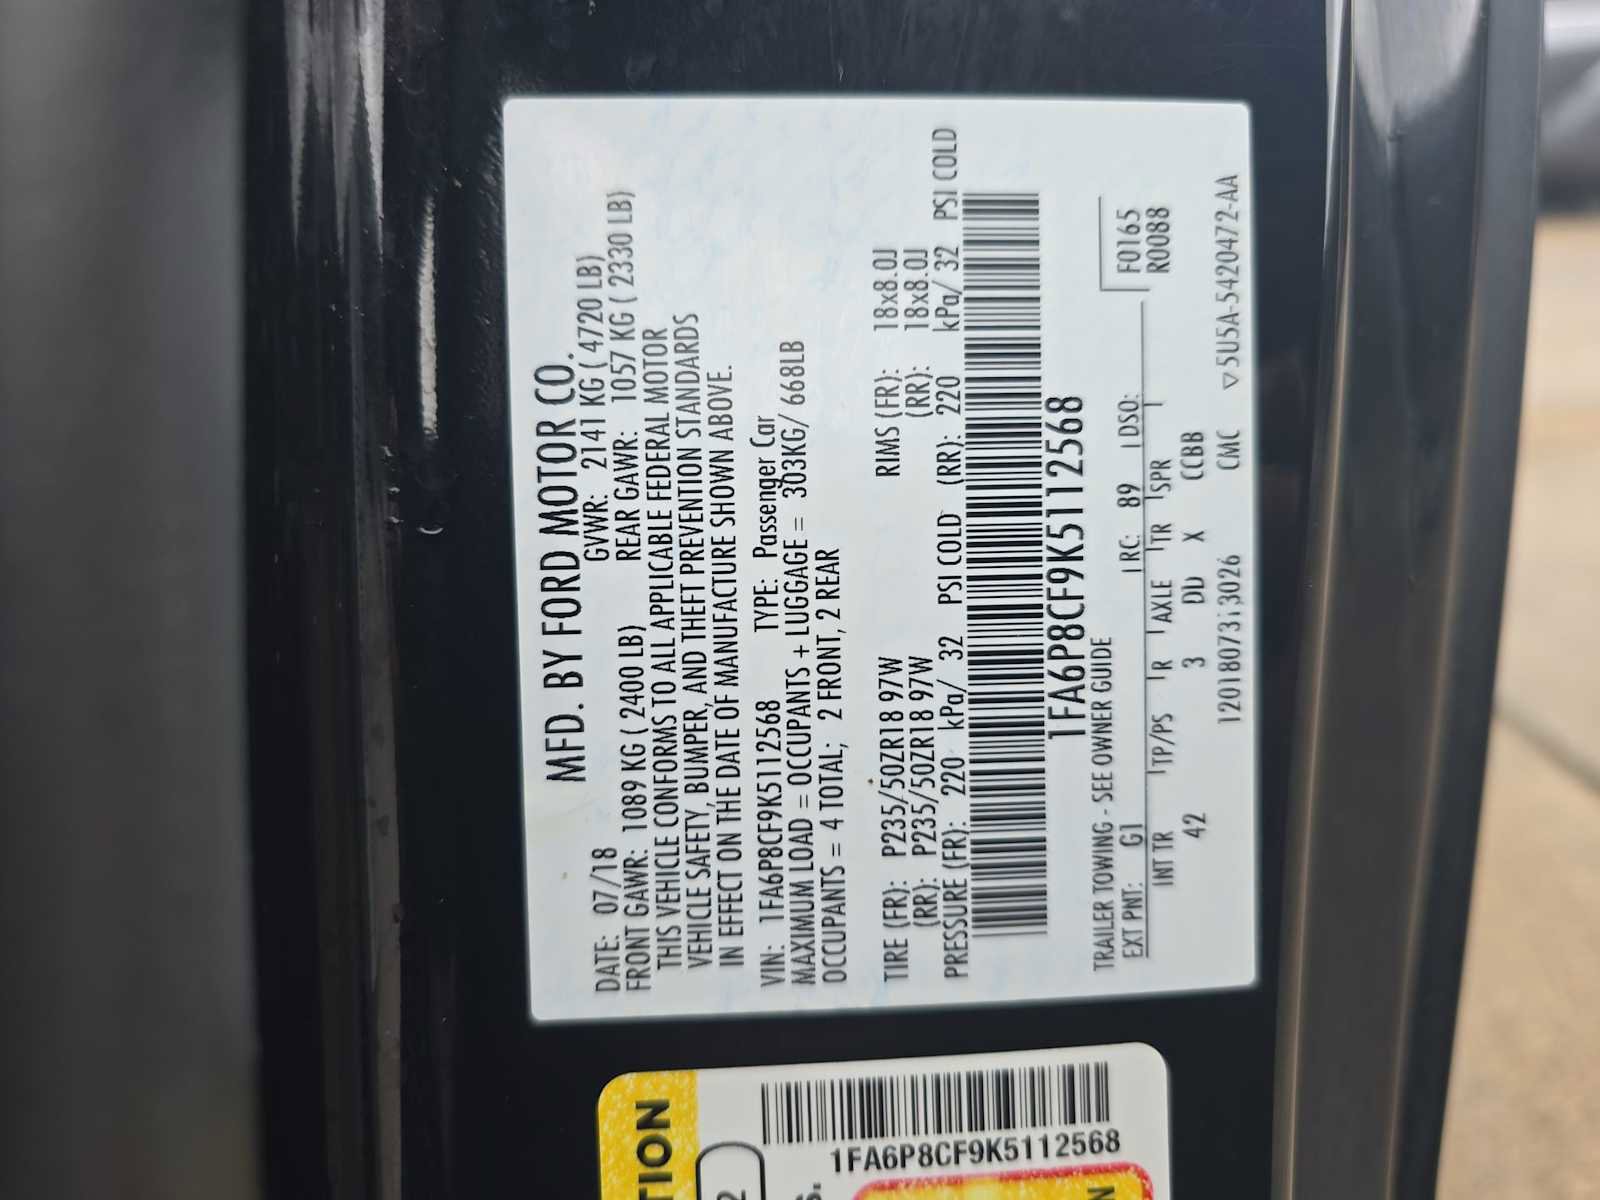 MFD. BY FORD MOTOR CO.
DATE: 07/18 GVWR: 2141 KG ( 4720 LB)
FRONT GAWR: 1089 KG ( 2400 LB) REAR GAWR: 1057 KG ( 2330 LB)
THIS VEHICLE CONFORMS TO ALL APPLICABLE FEDERAL MOTOR
VEHICLE SAFETY, BUMPER, AND THEFT PREVENTION STANDARDS
IN EFFECT ON THE DATE OF MANUFACTURE SHOWN ABOVE.
VIN: 1FA6P8CF9K5112568 TYPE: Passenger Car
MAXIMUM LOAD = OCCUPANTS + LUGGAGE = 303KG/ 668LB
OCCUPANTS = 4 TOTAL; 2 FRONT, 2 REAR
TIRE (FR): P235/50ZR18 97W RIMS (FR): 18x8.0J
(RR): P235/50ZR18 97W (RR): 18x8.0J
PRESSURE (FR): 220 kPa/ 32 PSI COLD (RR): 220 kPa/ 32 PSI COLD
1FA6P8CF9K5112568
TRAILER TOWING - SEE OWNER GUIDE
F0165
R0088
EXT PNT: G1 RC: 89 DSO:
INT TR TP/PS R AXLE TR SPR
42 3 DD X CCBB
CMC ▽5U5A-5420472-AA
1FA6P8CF9K5112568